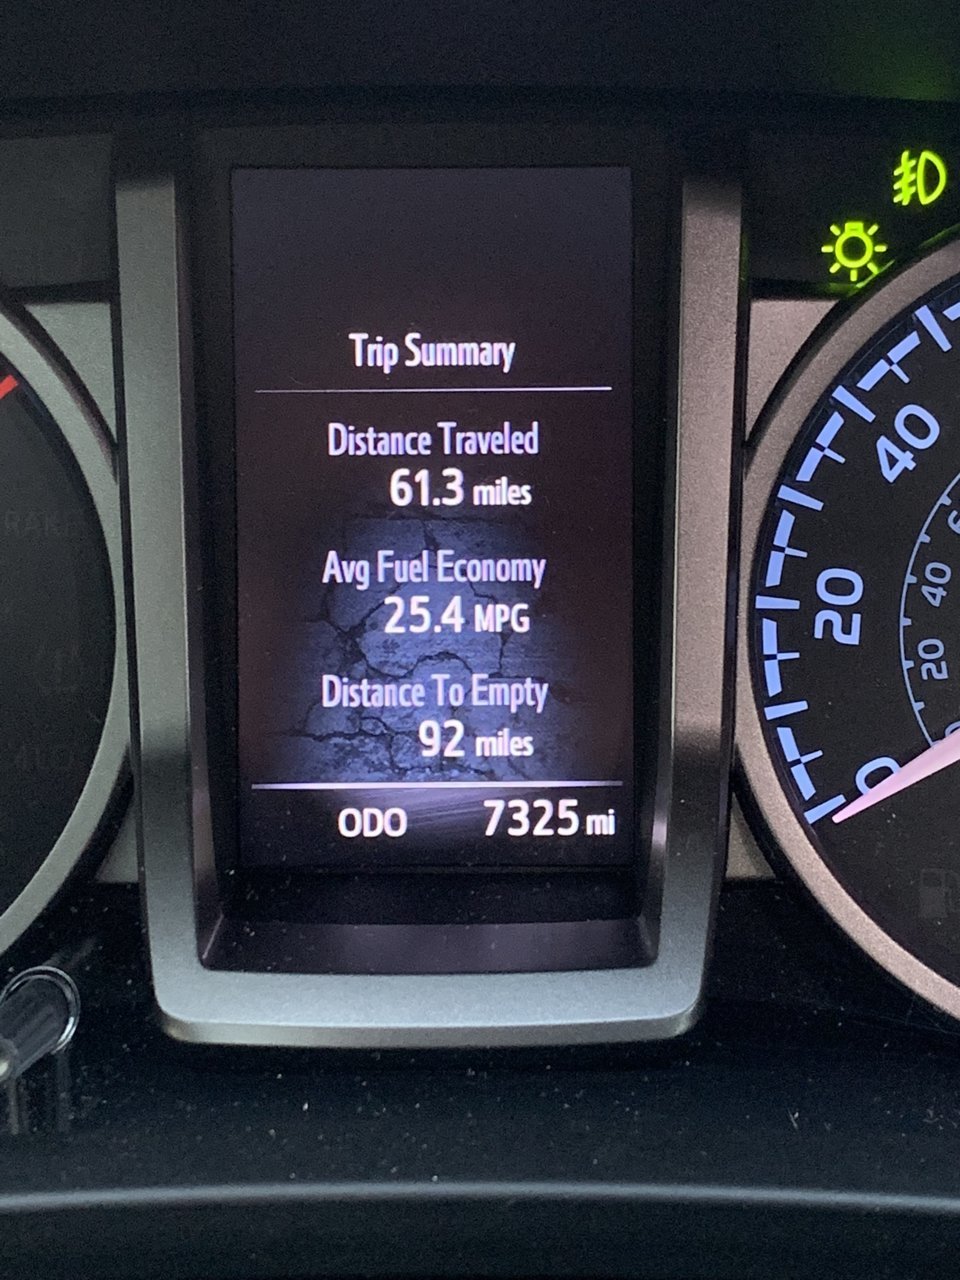 Trip Summary
Distance Traveled
61.3 miles
Avg Fuel Economy
25.4 MPG
Distance To Empty
92 miles
ODO 7325 mi
40
20
0
40
20